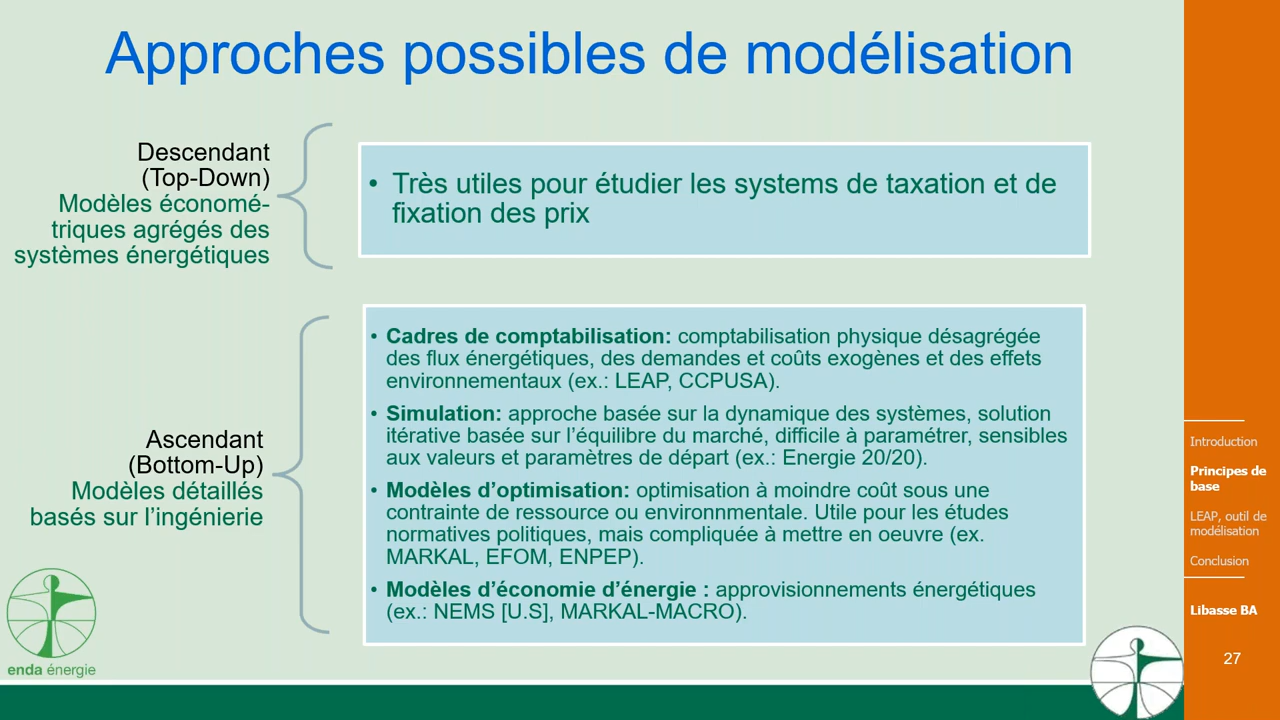 Approches possibles de modélisation
Descendant
(Top-Down)
Modèles économé-
triques agrégés des
systèmes énergétiques
• Très utiles pour étudier les systems de taxation et de
fixation des prix
Ascendant
(Bottom-Up)
Modèles détaillés
basés sur l’ingénierie
• Cadres de comptabilisation: comptabilisation physique désagrégée
des flux énergétiques, des demandes et coûts exogènes et des effets
environnementaux (ex.: LEAP, CCPUSA).
• Simulation: approche basée sur la dynamique des systèmes, solution
itérative basée sur l’équilibre du marché, difficile à paramétrer, sensibles
aux valeurs et paramètres de départ (ex.: Energie 20/20).
• Modèles d’optimisation: optimisation à moindre coût sous une
contrainte de ressource ou environnmentale. Utile pour les études
normatives politiques, mais compliquée à mettre en oeuvre (ex.
MARKAL, EFOM, ENPEP).
• Modèles d’économie d’énergie : approvisionnements énergétiques
(ex.: NEMS [U.S], MARKAL-MACRO).
enda énergie
Introduction
Principes de
base
LEAP, outil de
modélisation
Conclusion
Libasse BA
27